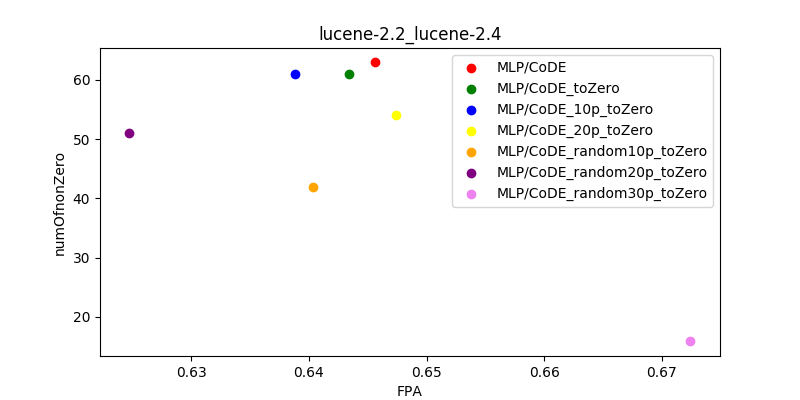 lucene-2.2_lucene-2.4
MLP/CoDE
MLP/CoDE_toZero
MLP/CoDE_10p_toZero
MLP/CoDE_20p_toZero
MLP/CoDE_random10p_toZero
MLP/CoDE_random20p_toZero
MLP/CoDE_random30p_toZero
numOfnonZero
60
50
40
30
20
0.63
0.64
0.65
0.66
0.67
FPA